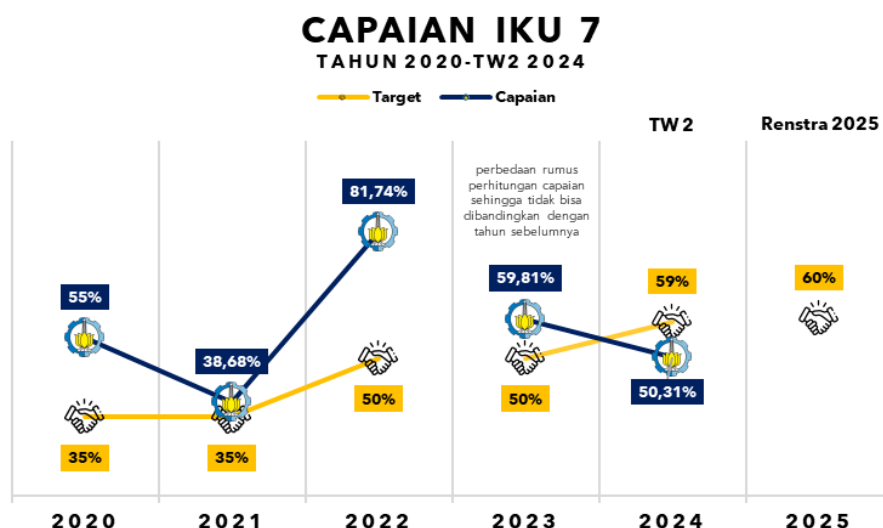 CAPAIAN IKU 7
TAHUN 2020-TW2 2024
Target
Capaian
TW 2
Renstra 2025
perbedaan rumus
perhitungan capaian
sehingga tidak bisa
dibandingkan dengan
tahun sebelumnya
81,74%
55%
38,68%
59,81%
59%
60%
50,31%
50%
50%
35%
35%
2020
2021
2022
2023
2024
2025